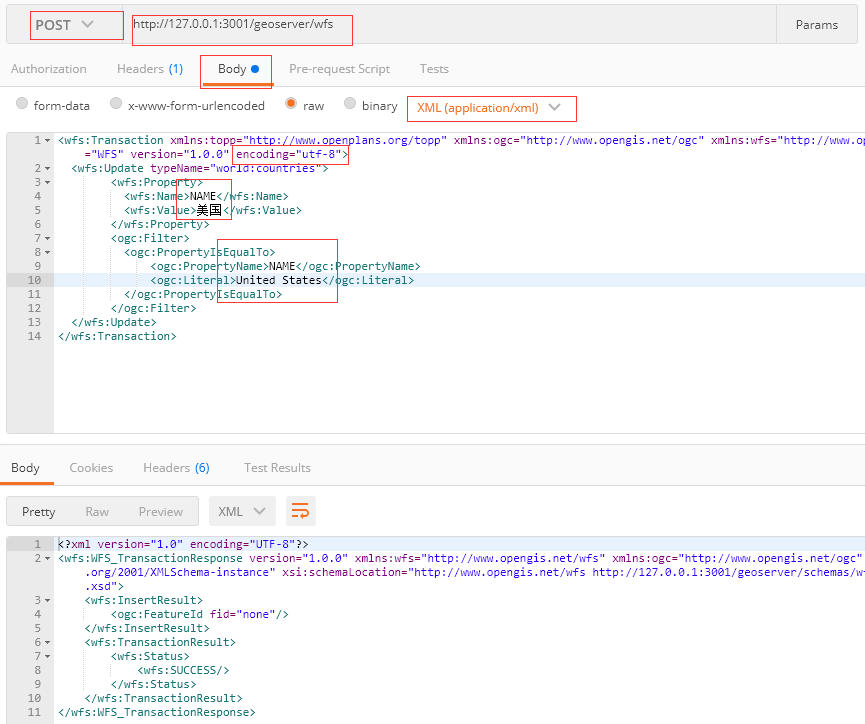 POST http://127.0.0.1:3001/geoserver/wfs Params
Authorization Headers (1) Body Pre-request Script Tests
form-data x-www-form-urlencoded raw binary XML (application/xml)
1 <wfs:Transaction xmlns:topp="http://www.openplans.org/topp" xmlns:ogc="http://www.opengis.net/ogc" xmlns:wfs="http://www.op
="WFS" version="1.0.0" encoding="utf-8">
2 <wfs:Update typeName="world:countries">
3 <wfs:Property>
4 <wfs:Name>NAME</wfs:Name>
5 <wfs:Value>美国</wfs:Value>
6 </wfs:Property>
7 <ogc:Filter>
8 <ogc:PropertyIsEqualTo>
9 <ogc:PropertyName>NAME</ogc:PropertyName>
10 <ogc:Literal>United States</ogc:Literal>
11 </ogc:PropertyIsEqualTo>
12 </ogc:Filter>
13 </wfs:Update>
14 </wfs:Transaction>
Body Cookies Headers (6) Test Results
Pretty Raw Preview XML
1 <?xml version="1.0" encoding="UTF-8"?>
2 <wfs:WFS_TransactionResponse version="1.0.0" xmlns:wfs="http://www.opengis.net/wfs" xmlns:ogc="http://www.opengis.net/ogc"
.org/2001/XMLSchema-instance" xsi:schemaLocation="http://www.opengis.net/wfs http://127.0.0.1:3001/geoserver/schemas/wf
.xsd">
3 <wfs:InsertResult>
4 <ogc:FeatureId fid="none"/>
5 </wfs:InsertResult>
6 <wfs:TransactionResult>
7 <wfs:Status>
8 <wfs:SUCCESS/>
9 </wfs:Status>
10 </wfs:TransactionResult>
11 </wfs:WFS_TransactionResponse>